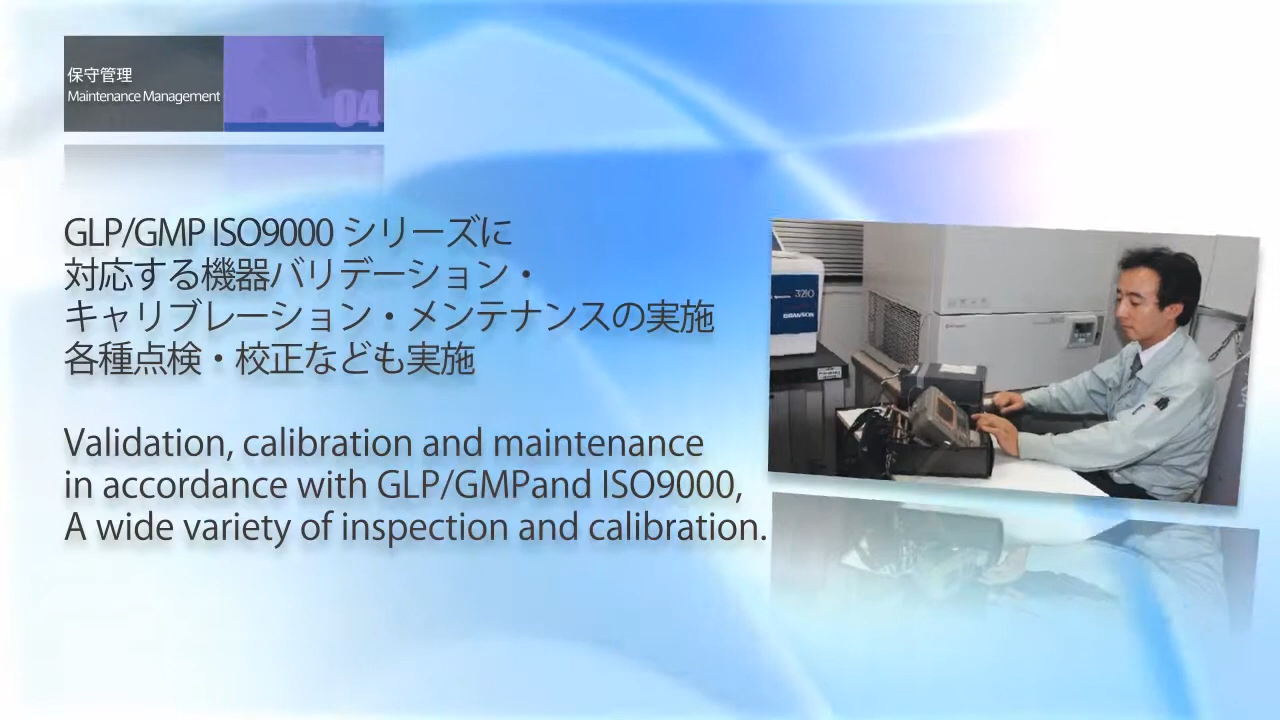 保守管理
Maintenance Management
04
GLP/GMP ISO9000 シリーズに
対応する機器バリデーション・
キャリブレーション・メンテナンスの実施
各種点検・校正なども実施
Validation, calibration and maintenance
in accordance with GLP/GMPand ISO9000,
A wide variety of inspection and calibration.
3210
BRANSON